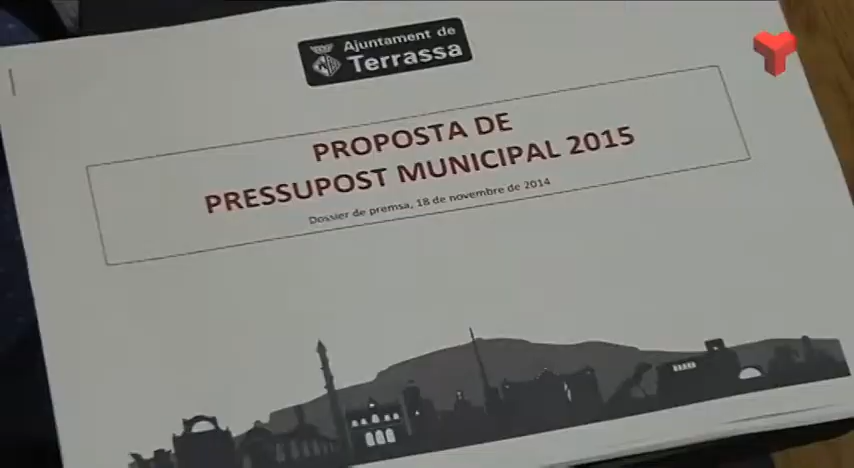 Ajuntament de
Terrassa
PROPOSTA DE
PRESSUPOST MUNICIPAL 2015
Dossier de premsa, 18 de novembre de 2014